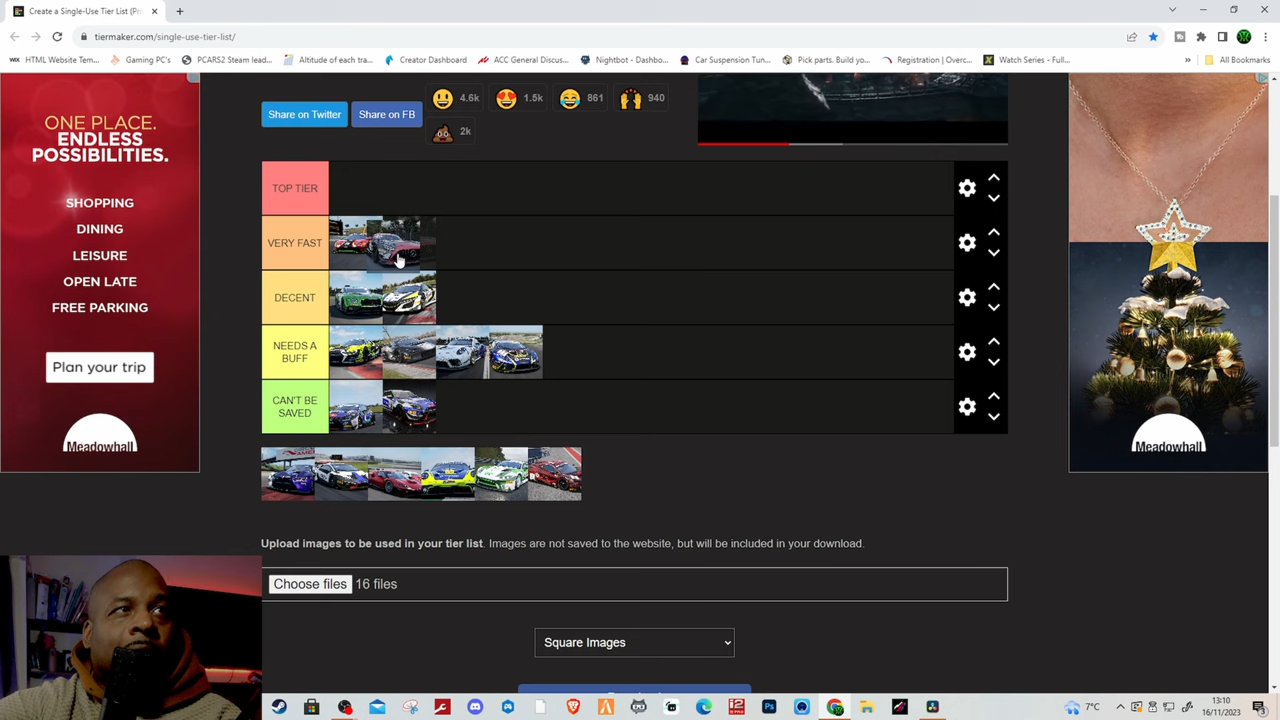 Create a Single-Use Tier List (Pr
tiermaker.com/single-use-tier-list/
WIX HTML Website Tem...
Gaming PC's
PCARS2 Steam lead...
Altitude of each tra...
Creator Dashboard
ACC General Discus...
Nightbot - Dashbo...
Car Suspension Tun...
Pick parts. Build yo...
Registration | Overc...
Watch Series - Full...
»
All Bookmarks
Share on Twitter
Share on FB
4.6k
1.5k
861
940
2k
ONE PLACE.
ENDLESS
POSSIBILITIES.
SHOPPING
DINING
LEISURE
OPEN LATE
FREE PARKING
Plan your trip
Meadowhall
TOP TIER
VERY FAST
DECENT
NEEDS A
BUFF
CAN'T BE
SAVED
Meadowhall
Upload images to be used in your tier list. Images are not saved to the website, but will be included in your download.
Choose files 16 files
Square Images
7°C
13:10
16/11/2023